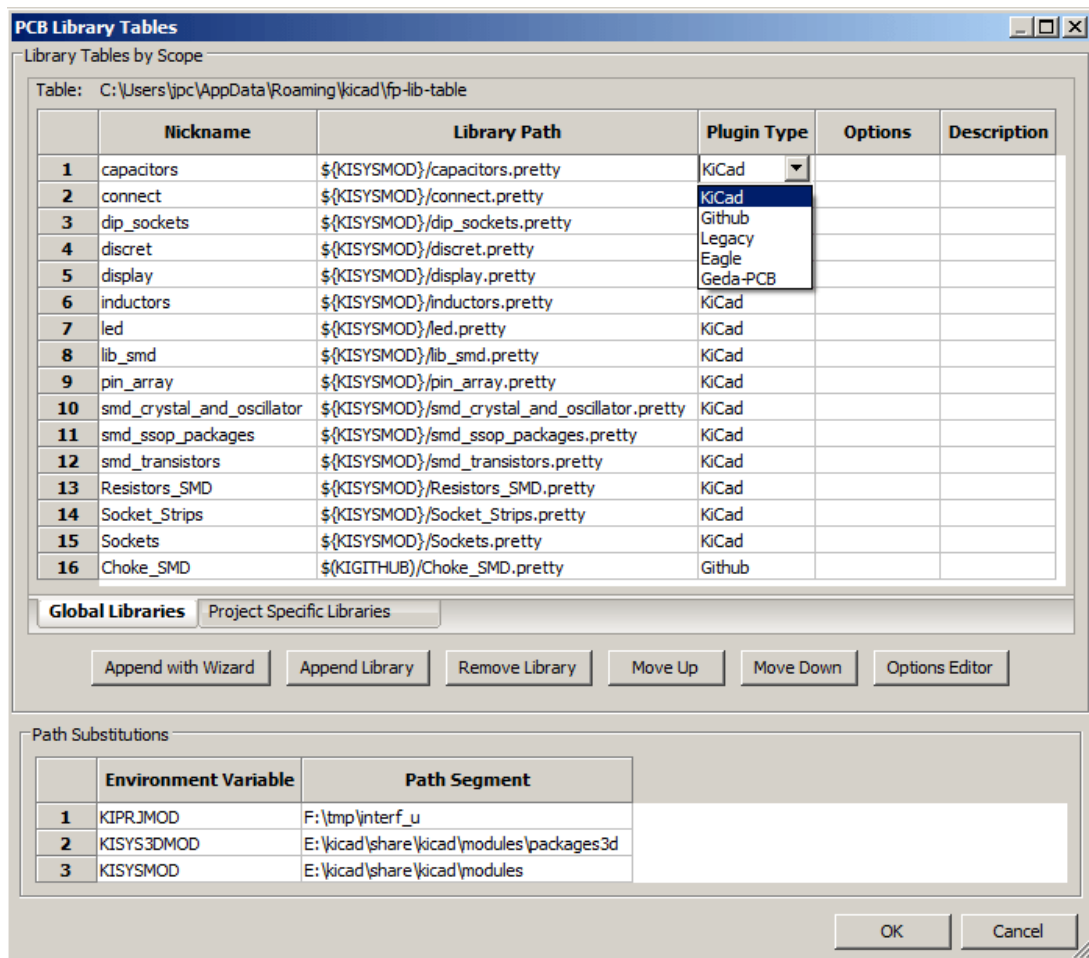 PCB Library Tables
Library Tables by Scope
Table: C:\Users\jpc\AppData\Roaming\kicad\fp-lib-table
Nickname Library Path Plugin Type Options Description
1 capacitors ${KISYSMOD}/capacitors.pretty KiCad
2 connect ${KISYSMOD}/connect.pretty KiCad
3 dip_sockets ${KISYSMOD}/dip_sockets.pretty Github
4 discret ${KISYSMOD}/discret.pretty Legacy
5 display ${KISYSMOD}/display.pretty Eagle
Geda-PCB
6 inductors ${KISYSMOD}/inductors.pretty KiCad
7 led ${KISYSMOD}/led.pretty KiCad
8 lib_smd ${KISYSMOD}/lib_smd.pretty KiCad
9 pin_array ${KISYSMOD}/pin_array.pretty KiCad
10 smd_crystal_and_oscillator ${KISYSMOD}/smd_crystal_and_oscillator.pretty KiCad
11 smd_ssop_packages ${KISYSMOD}/smd_ssop_packages.pretty KiCad
12 smd_transistors ${KISYSMOD}/smd_transistors.pretty KiCad
13 Resistors_SMD ${KISYSMOD}/Resistors_SMD.pretty KiCad
14 Socket_Strips ${KISYSMOD}/Socket_Strips.pretty KiCad
15 Sockets ${KISYSMOD}/Sockets.pretty KiCad
16 Choke_SMD $(KIGITHUB)/Choke_SMD.pretty Github
Global Libraries Project Specific Libraries
Append with Wizard Append Library Remove Library Move Up Move Down Options Editor
Path Substitutions
Environment Variable Path Segment
1 KIPRJMOD F:\tmp\interf_u
2 KISYS3DMOD E:\kicad\share\kicad\modules\packages3d
3 KISYSMOD E:\kicad\share\kicad\modules
OK Cancel